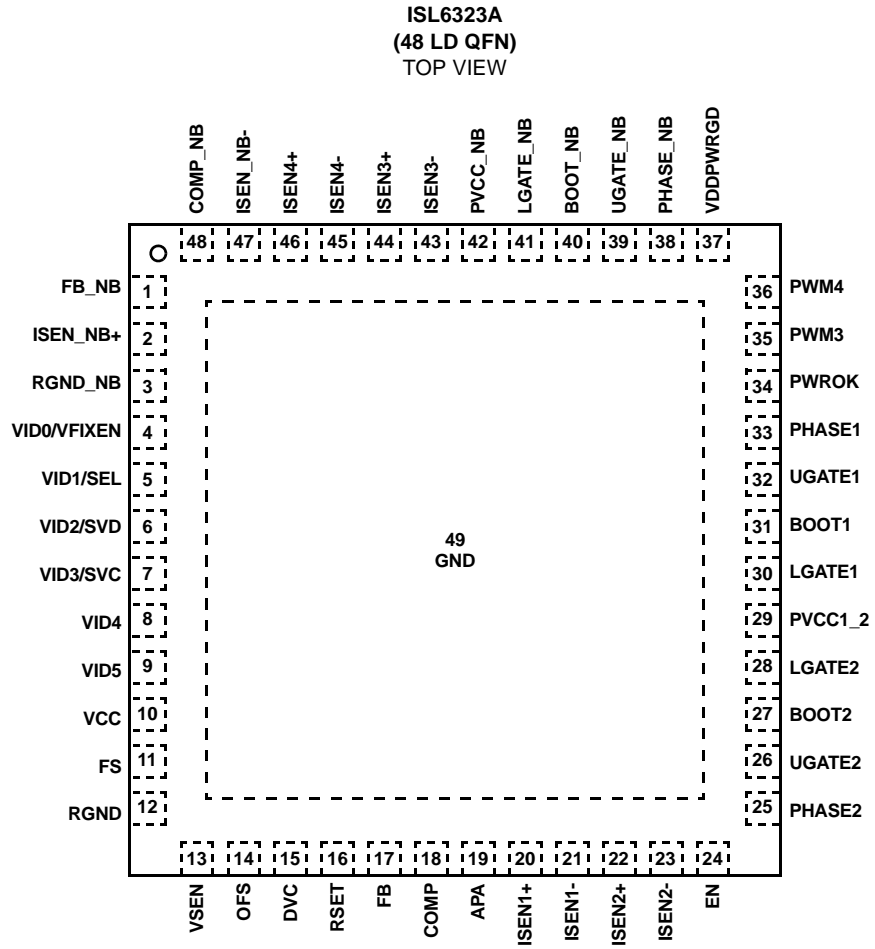 ISL6323A
(48 LD QFN)
TOP VIEW
COMP_NB
ISEN_NB-
ISEN4+
ISEN4-
ISEN3+
ISEN3-
PVCC_NB
LGATE_NB
BOOT_NB
UGATE_NB
PHASE_NB
VDDPWRGD
48 47 46 45 44 43 42 41 40 39 38 37
FB_NB 1
ISEN_NB+ 2
RGND_NB 3
VID0/VFIXEN 4
VID1/SEL 5
VID2/SVD 6
VID3/SVC 7
VID4 8
VID5 9
VCC 10
FS 11
RGND 12
49
GND
36 PWM4
35 PWM3
34 PWROK
33 PHASE1
32 UGATE1
31 BOOT1
30 LGATE1
29 PVCC1_2
28 LGATE2
27 BOOT2
26 UGATE2
25 PHASE2
13 14 15 16 17 18 19 20 21 22 23 24
VSEN
OFS
DVC
RSET
FB
COMP
APA
ISEN1+
ISEN1-
ISEN2+
ISEN2-
EN